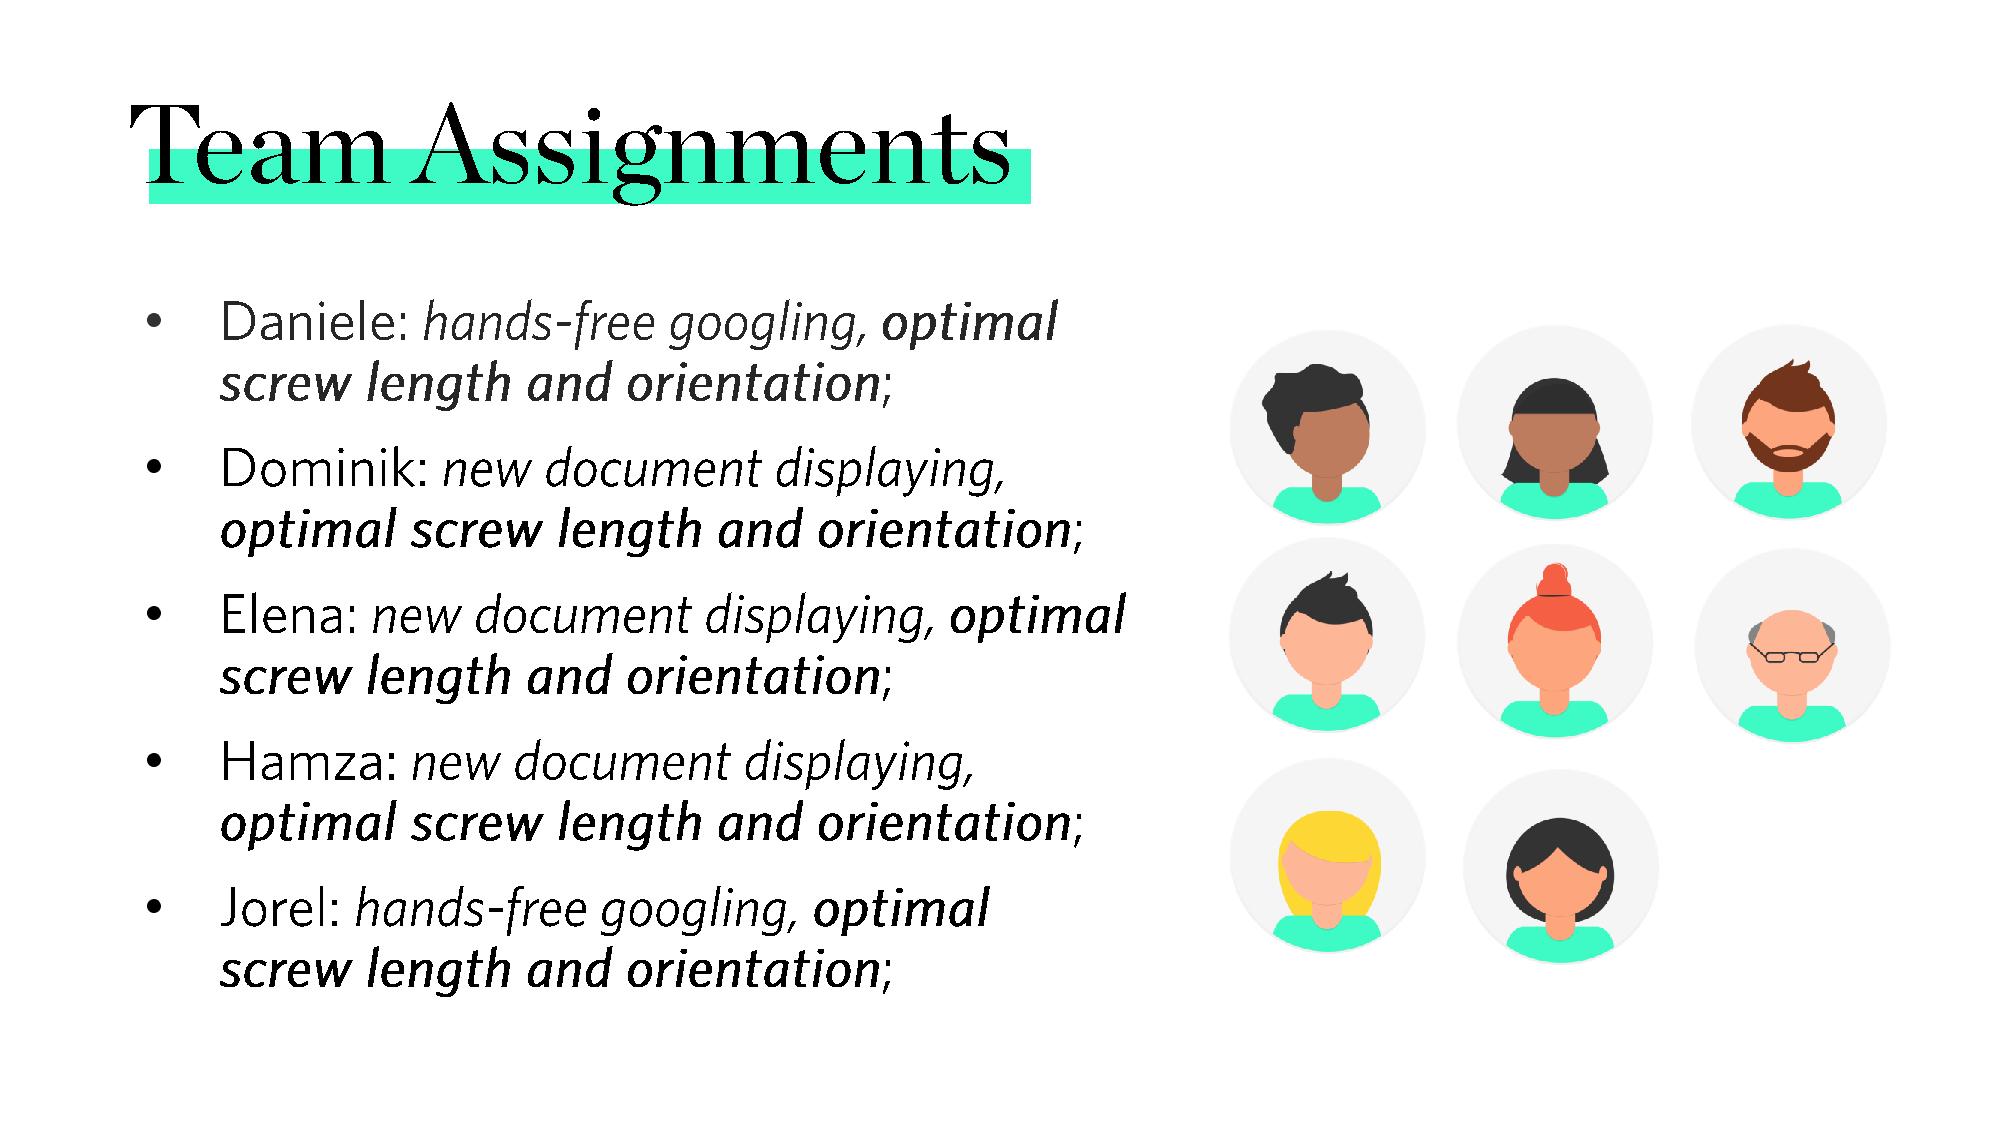 Team Assignments
• Daniele: hands-free googling, optimal
screw length and orientation;
• Dominik: new document displaying,
optimal screw length and orientation;
• Elena: new document displaying, optimal
screw length and orientation;
• Hamza: new document displaying,
optimal screw length and orientation;
• Jorel: hands-free googling, optimal
screw length and orientation;